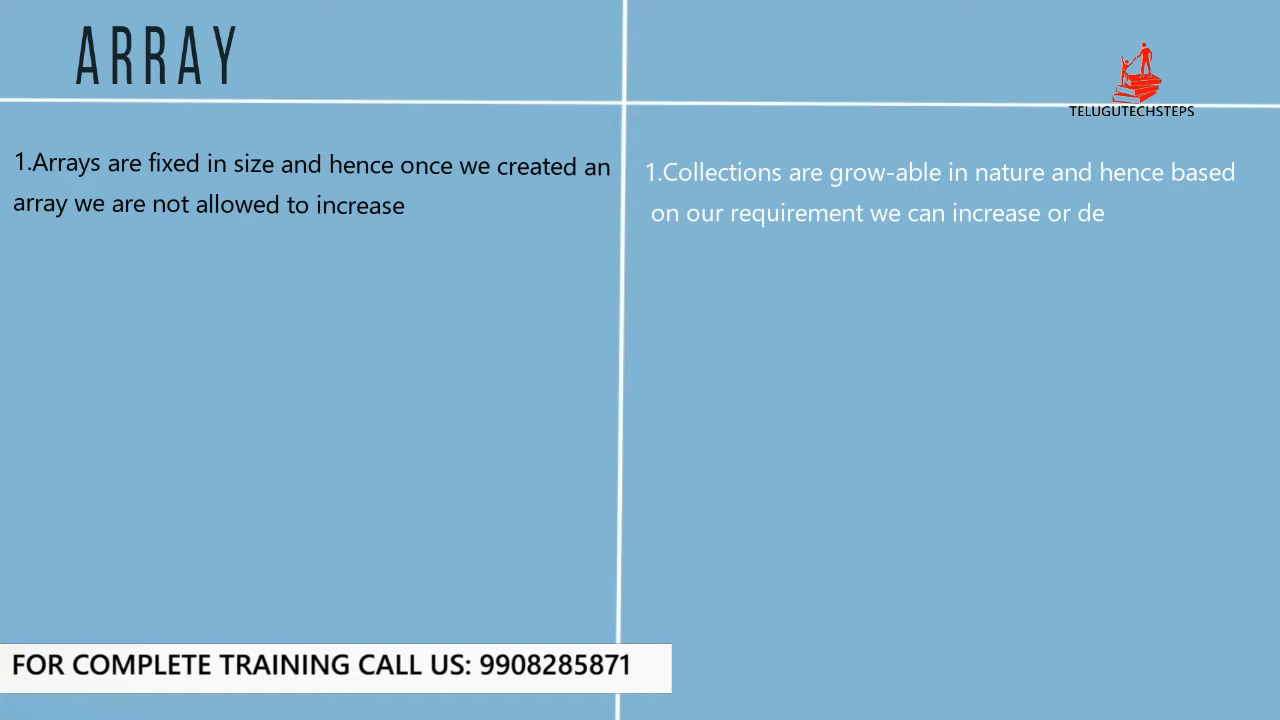 ARRAY
TELUGUTECHSTEPS
1.Arrays are fixed in size and hence once we created an
array we are not allowed to increase
1.Collections are grow-able in nature and hence based
on our requirement we can increase or de
FOR COMPLETE TRAINING CALL US: 9908285871